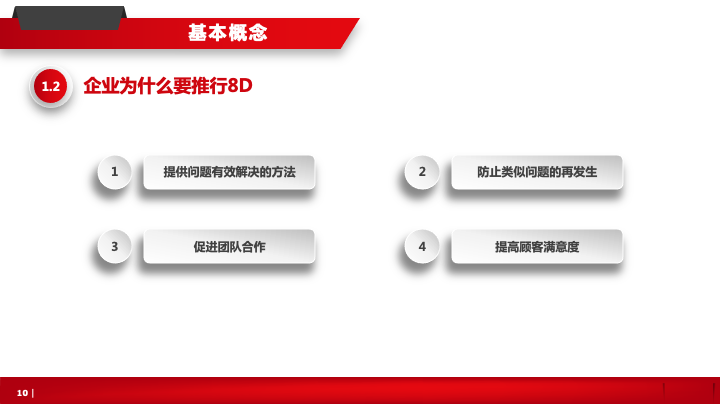 基本概念
1.2 企业为什么要推行8D
1 提供问题有效解决的方法
2 防止类似问题的再发生
3 促进团队合作
4 提高顾客满意度
10 |